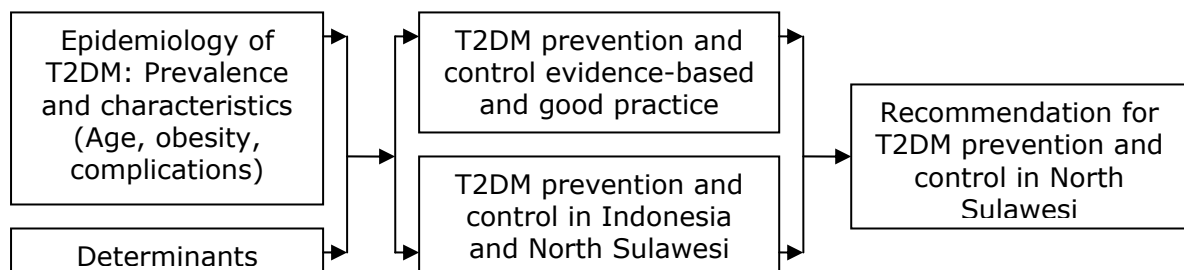 Epidemiology of
T2DM: Prevalence
and characteristics
(Age, obesity,
complications)
Determinants
T2DM prevention and
control evidence-based
and good practice
T2DM prevention and
control in Indonesia
and North Sulawesi
Recommendation for
T2DM prevention and
control in North
Sulawesi